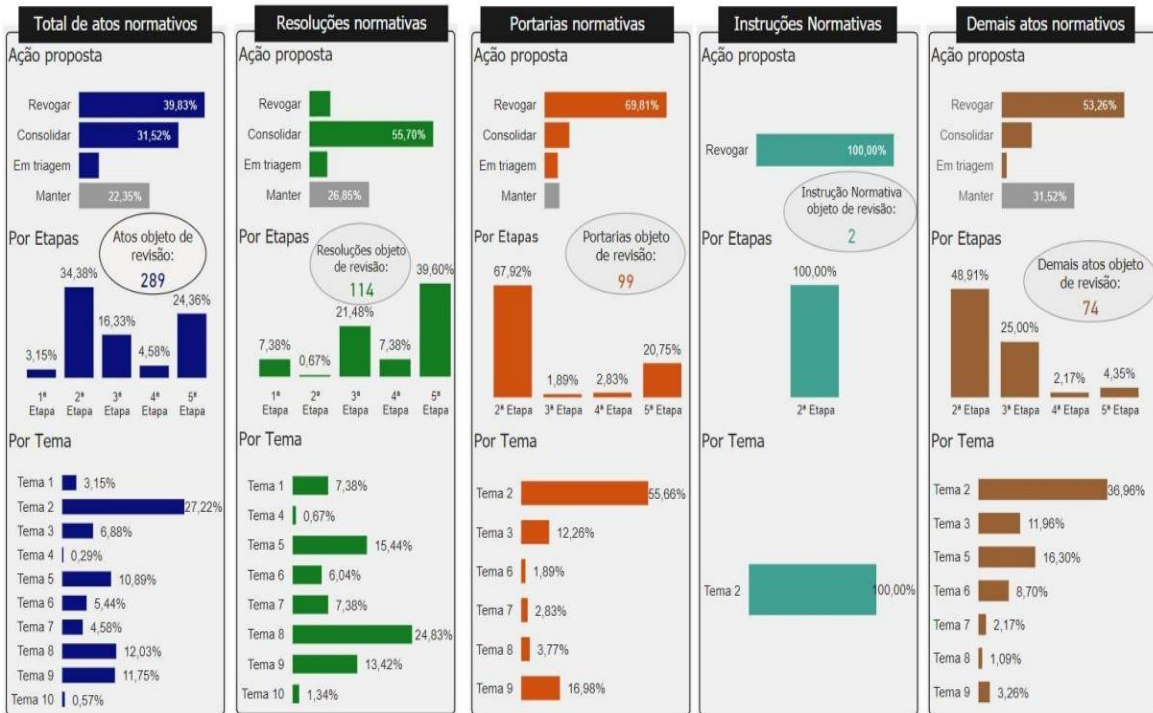 Total de atos normativos
Ação proposta
Revogar
39,83%
Consolidar
31,52%
Em triagem
Manter
22,35%
Por Etapas
Atos objeto de
revisão:
289
3,15%
34,38%
16,33%
4,58%
24,36%
1ª
Etapa
2ª
Etapa
3ª
Etapa
4ª
Etapa
5ª
Etapa
Por Tema
Tema 1
3,15%
Tema 2
27,22%
Tema 3
6,88%
Tema 4
0,29%
Tema 5
10,89%
Tema 6
5,44%
Tema 7
4,58%
Tema 8
12,03%
Tema 9
11,75%
Tema 10
0,57%
Resoluções normativas
Ação proposta
Revogar
Consolidar
55,70%
Em triagem
Manter
26,85%
Por Etapas
Resoluções objeto
de revisão:
114
7,38%
0,67%
21,48%
7,38%
39,60%
1ª
Etapa
2ª
Etapa
3ª
Etapa
4ª
Etapa
5ª
Etapa
Por Tema
Tema 1
7,38%
Tema 4
0,67%
Tema 5
15,44%
Tema 6
6,04%
Tema 7
7,38%
Tema 8
24,83%
Tema 9
13,42%
Tema 10
1,34%
Portarias normativas
Ação proposta
Revogar
69,81%
Consolidar
Em triagem
Manter
Por Etapas
Portarias objeto
de revisão:
99
67,92%
1,89%
2,83%
20,75%
2ª Etapa
3ª Etapa
4ª Etapa
5ª Etapa
Por Tema
Tema 2
55,66%
Tema 3
12,26%
Tema 6
1,89%
Tema 7
2,83%
Tema 8
3,77%
Tema 9
16,98%
Instruções Normativas
Ação proposta
Revogar
100,00%
Instrução Normativa
objeto de revisão:
2
Por Etapas
100,00%
2ª Etapa
Por Tema
Tema 2
100,00%
Demais atos normativos
Ação proposta
Revogar
53,26%
Consolidar
Em triagem
Manter
31,52%
Por Etapas
Demais atos objeto
de revisão:
74
48,91%
25,00%
2,17%
4,35%
2ª Etapa
3ª Etapa
4ª Etapa
5ª Etapa
Por Tema
Tema 2
36,96%
Tema 3
11,96%
Tema 5
16,30%
Tema 6
8,70%
Tema 7
2,17%
Tema 8
1,09%
Tema 9
3,26%